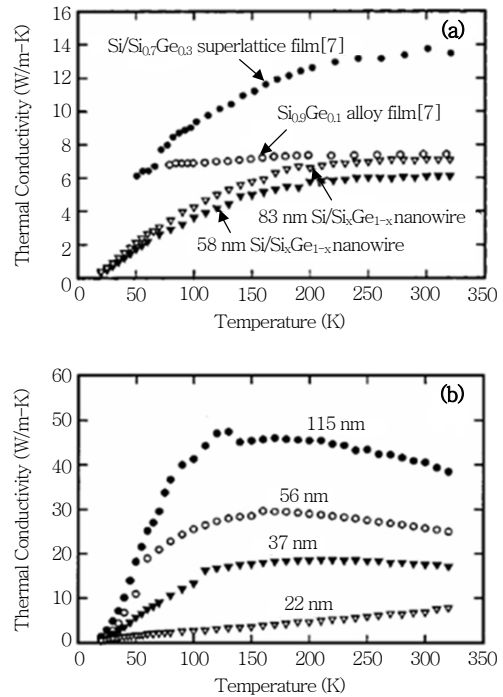 (a)
16
14
12
10
8
6
4
2
0
Thermal Conductivity (W/m-K)
Si/Si₀.₇Ge₀.₃ superlattice film[7]
Si₀.₉Ge₀.₁ alloy film[7]
83 nm Si/SiₓGe₁₋ₓ nanowire
58 nm Si/SiₓGe₁₋ₓ nanowire
0 50 100 150 200 250 300 350
Temperature (K)
(b)
60
50
40
30
20
10
0
Thermal Conductivity (W/m-K)
115 nm
56 nm
37 nm
22 nm
0 50 100 150 200 250 300 350
Temperature (K)